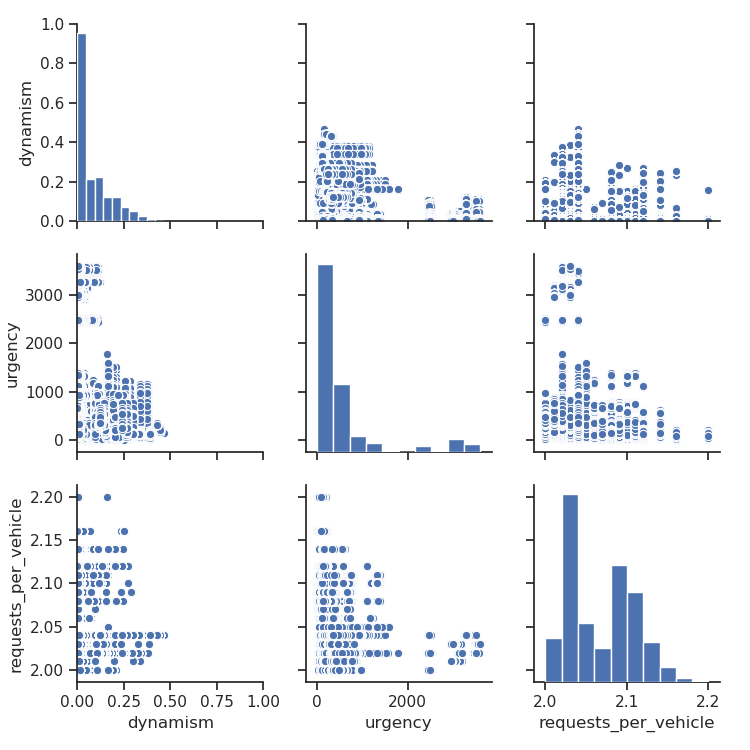 1.0
0.8
0.6
0.4
0.2
0.0
dynamism
3000
2000
1000
0
urgency
2.20
2.15
2.10
2.05
2.00
requests_per_vehicle
0.00 0.25 0.50 0.75 1.00
0 2000
2.0 2.1 2.2
dynamism
urgency
requests_per_vehicle